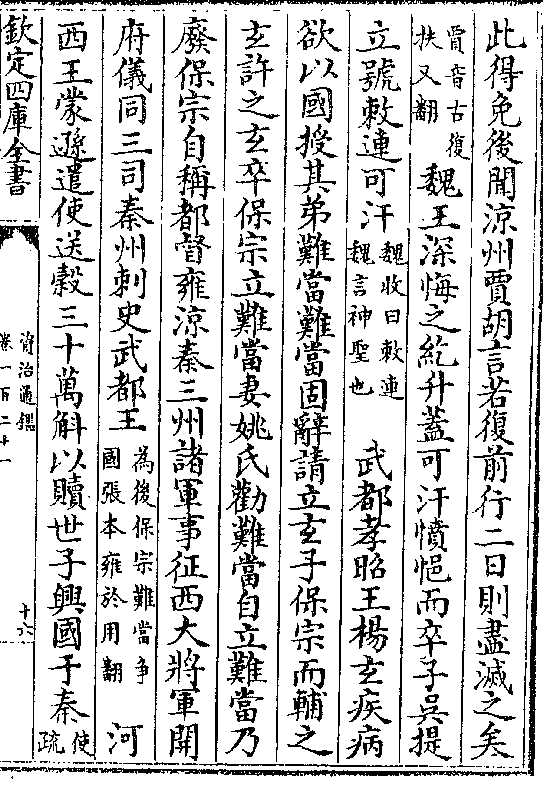 此得免後聞涼州賈胡言若復前行二日則盡滅之矣
賈音古復
扶又翻
魏王深悔之紇升蓋可汗憤悒而卒子吳提
立號敕連可汗
魏收曰敕連
魏言神聖也
武都孝昭王楊玄疾病
欲以國授其弟難當難當固辭請立玄子保宗而輔之
玄許之玄卒保宗立難當妻姚氏勸難當自立難當乃
廢保宗自稱都督雍涼秦三州諸軍事征西大將軍開
府儀同三司秦州刺史武都王
為後保宗難當爭
國張本雍於用翻
河
西王蒙遜遣使送穀三十萬斛以贖世子興國于秦
使
疏
欽定四庫全書
資治通鑑
卷一百二十一
十六